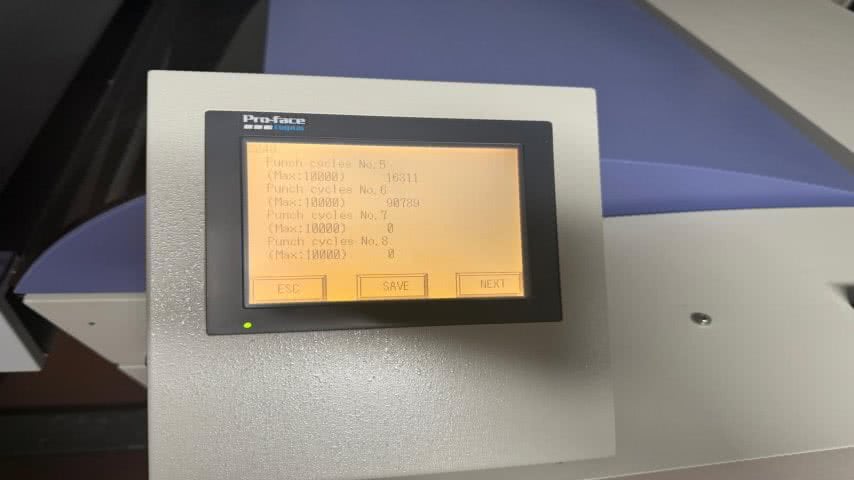 Pro-face
Punch cycles No.5
(Max:10000) 16311
Punch cycles No.6
(Max:10000) 90789
Punch cycles No.7
(Max:10000) 0
Punch cycles No.8
(Max:10000) 0
ESC SAVE NEXT